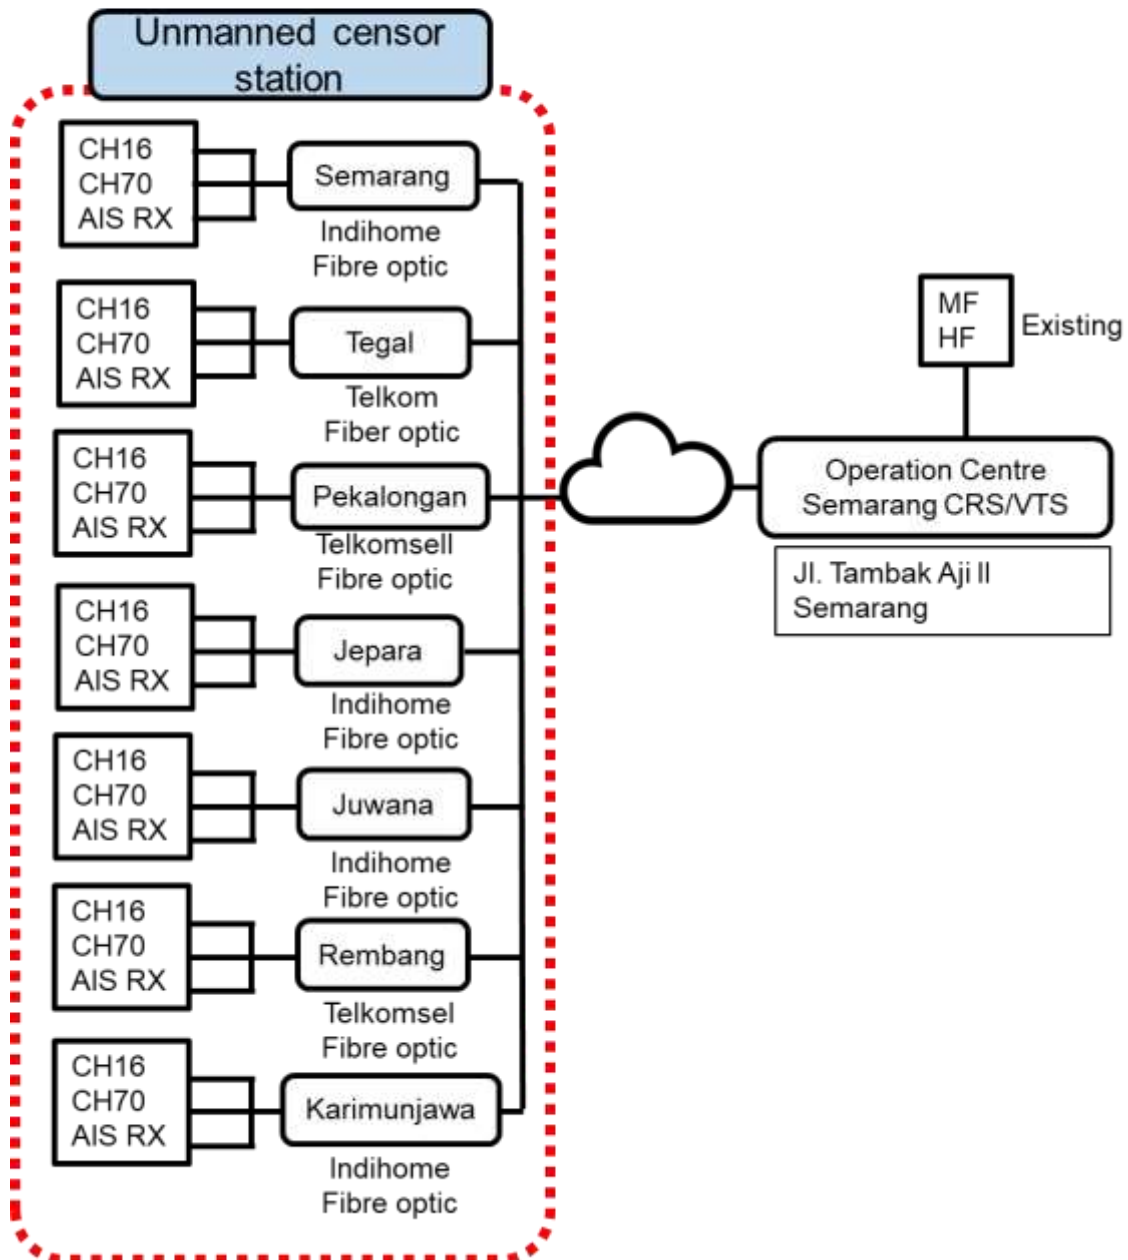 Unmanned censor
station
CH16
CH70
AIS RX
Semarang
Indihome
Fibre optic
CH16
CH70
AIS RX
Tegal
Telkom
Fiber optic
CH16
CH70
AIS RX
Pekalongan
Telkomsell
Fibre optic
CH16
CH70
AIS RX
Jepara
Indihome
Fibre optic
CH16
CH70
AIS RX
Juwana
Indihome
Fibre optic
CH16
CH70
AIS RX
Rembang
Telkomsel
Fibre optic
CH16
CH70
AIS RX
Karimunjawa
Indihome
Fibre optic
MF
HF
Existing
Operation Centre
Semarang CRS/VTS
Jl. Tambak Aji II
Semarang